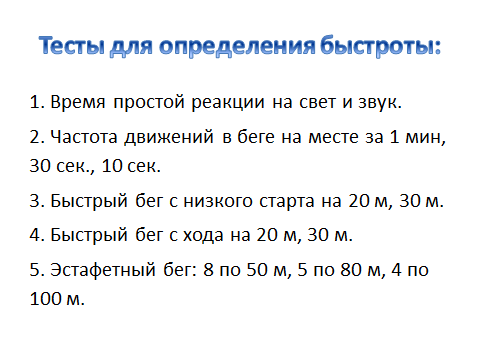 Тесты для определения быстроты:
1. Время простой реакции на свет и звук.
2. Частота движений в беге на месте за 1 мин,
30 сек., 10 сек.
3. Быстрый бег с низкого старта на 20 м, 30 м.
4. Быстрый бег с хода на 20 м, 30 м.
5. Эстафетный бег: 8 по 50 м, 5 по 80 м, 4 по
100 м.